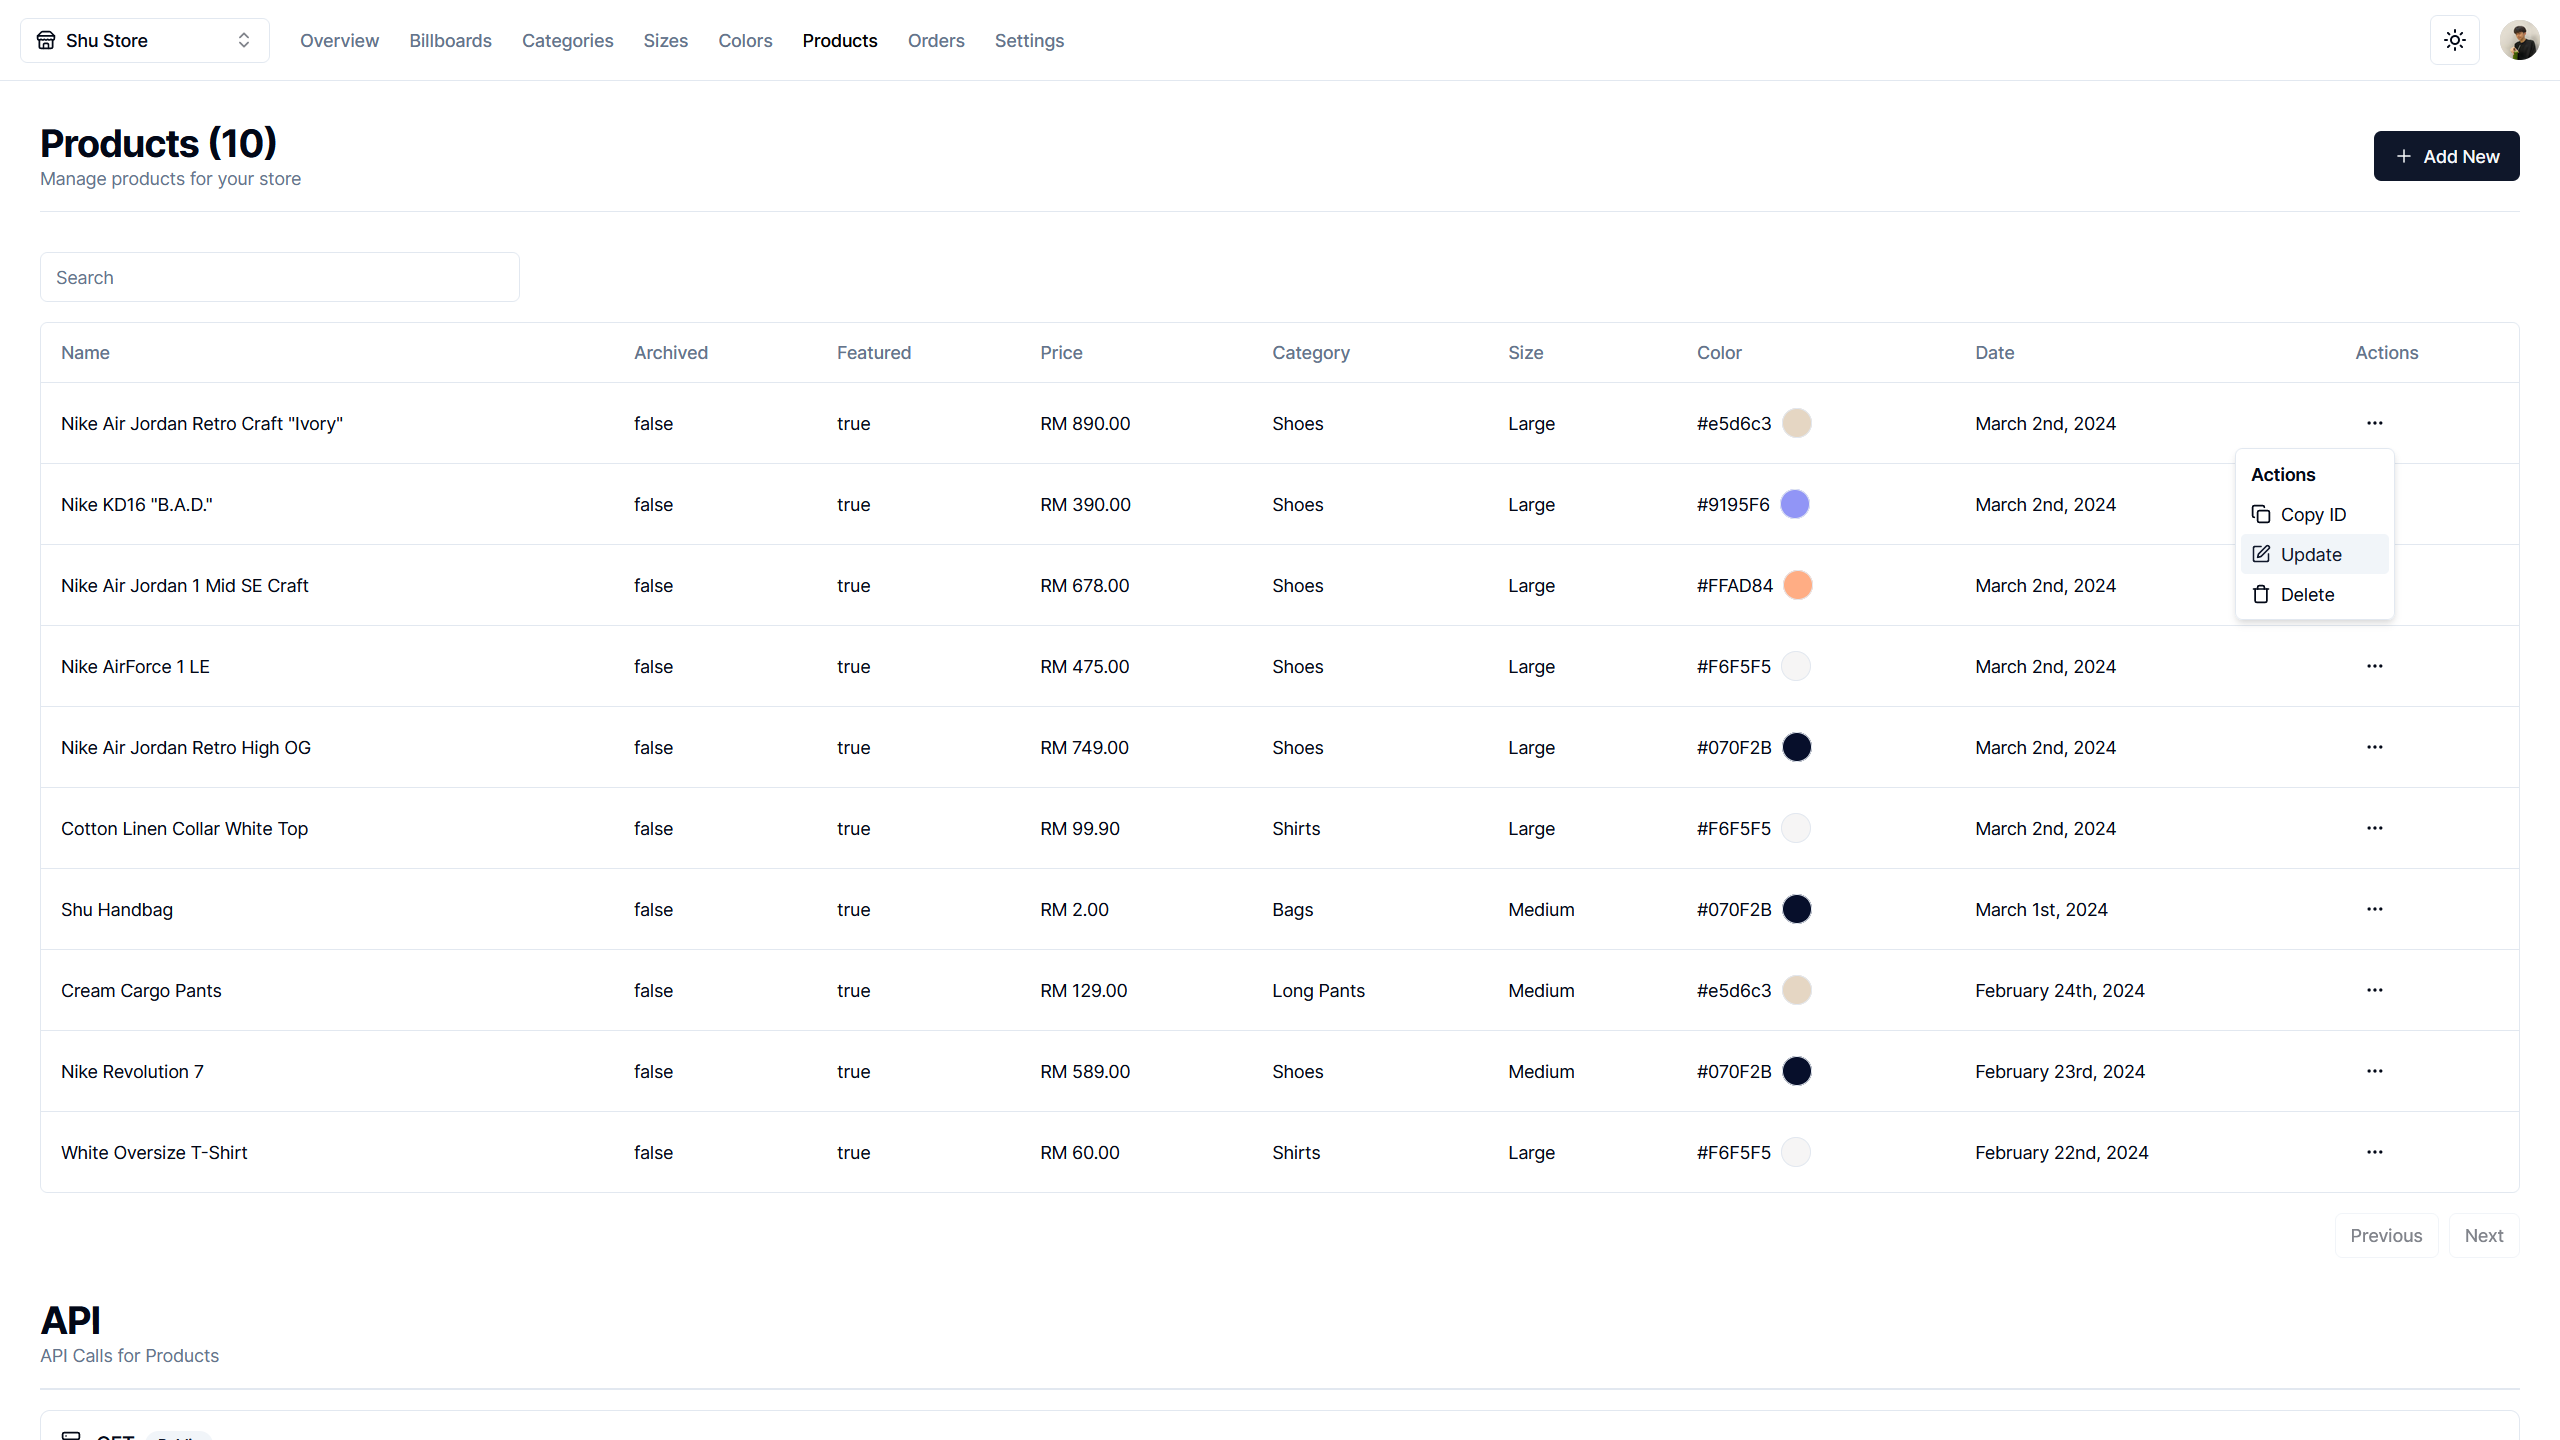 Shu Store Overview Billboards Categories Sizes Colors Products Orders Settings
Products (10)
Manage products for your store
Add New
Search
Name Archived Featured Price Category Size Color Date Actions
Nike Air Jordan Retro Craft "Ivory" false true RM 890.00 Shoes Large #e5d6c3 March 2nd, 2024
Actions
Copy ID
Update
Delete
Nike KD16 "B.A.D." false true RM 390.00 Shoes Large #9195F6 March 2nd, 2024
Nike Air Jordan 1 Mid SE Craft false true RM 678.00 Shoes Large #FFAD84 March 2nd, 2024
Nike AirForce 1 LE false true RM 475.00 Shoes Large #F6F5F5 March 2nd, 2024
Nike Air Jordan Retro High OG false true RM 749.00 Shoes Large #070F2B March 2nd, 2024
Cotton Linen Collar White Top false true RM 99.90 Shirts Large #F6F5F5 March 2nd, 2024
Shu Handbag false true RM 2.00 Bags Medium #070F2B March 1st, 2024
Cream Cargo Pants false true RM 129.00 Long Pants Medium #e5d6c3 February 24th, 2024
Nike Revolution 7 false true RM 589.00 Shoes Medium #070F2B February 23rd, 2024
White Oversize T-Shirt false true RM 60.00 Shirts Large #F6F5F5 February 22nd, 2024
Previous Next
API
API Calls for Products
GET